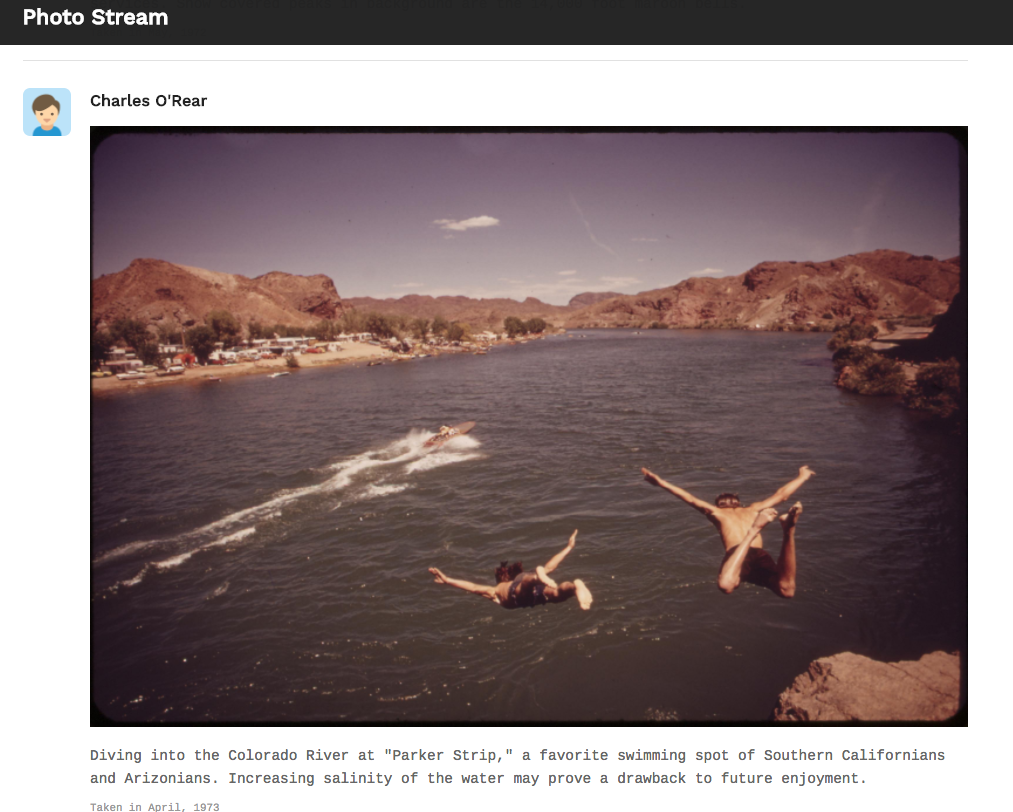 Photo Stream
Charles O'Rear
Diving into the Colorado River at "Parker Strip," a favorite swimming spot of Southern Californians
and Arizonians. Increasing salinity of the water may prove a drawback to future enjoyment.
Taken in April, 1973